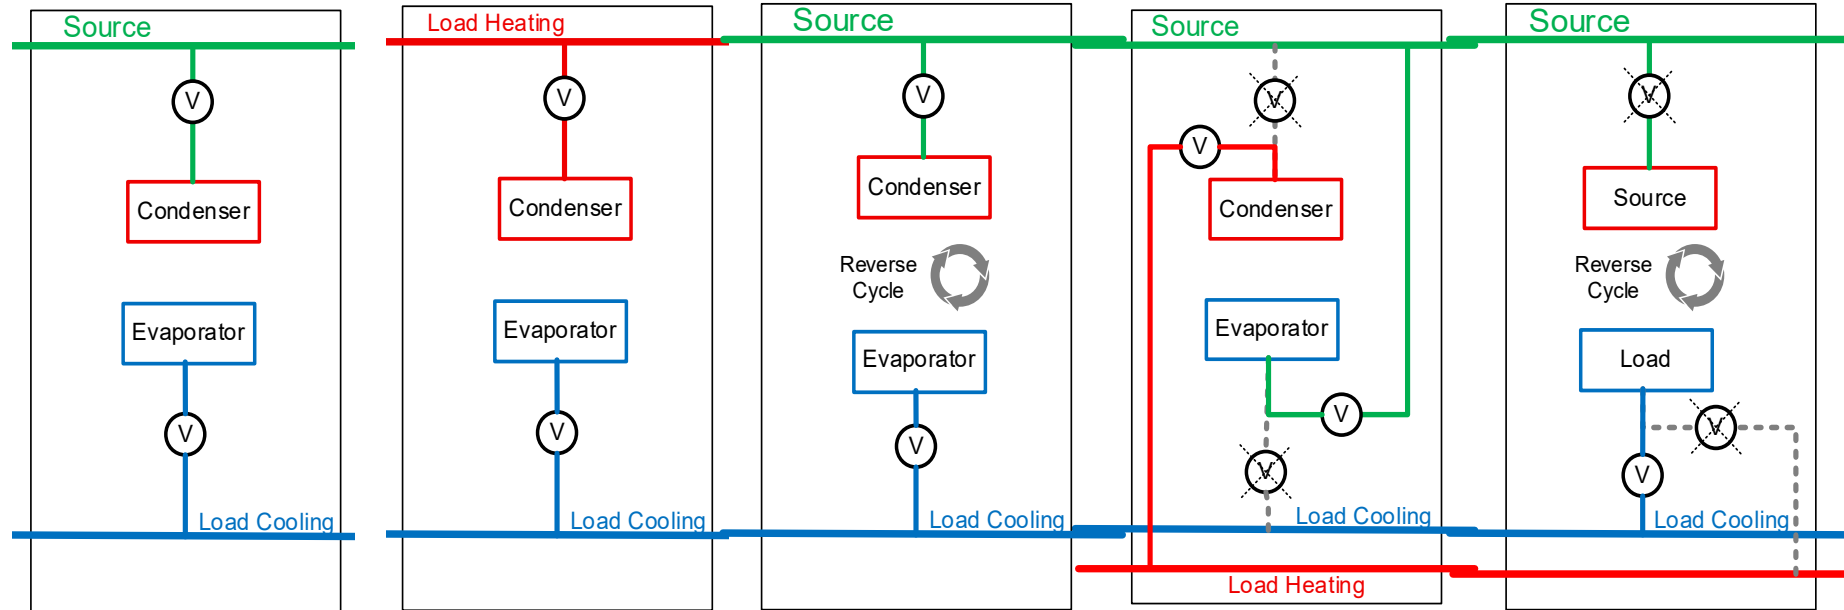 Source
V
Condenser
Evaporator
V
Load Cooling
Load Heating
V
Condenser
Evaporator
V
Load Cooling
Source
V
Condenser
Reverse
Cycle
Evaporator
V
Load Cooling
Source
V
V
Condenser
Evaporator
V
V
Load Cooling
Load Heating
Source
V
Source
Reverse
Cycle
Load
V
V
Load Cooling